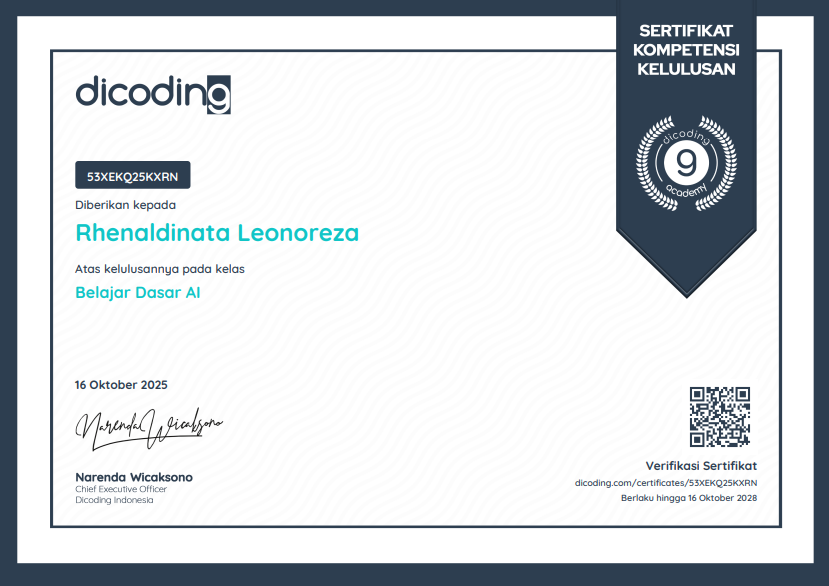 SERTIFIKAT
KOMPETENSI
KELULUSAN
dicoding
dicoding
9
academy
53XEKQ25KXRN
Diberikan kepada
Rhenaldinata Leonoreza
Atas kelulusannya pada kelas
Belajar Dasar AI
16 Oktober 2025
Narenda Wicaksono
Narenda Wicaksono
Chief Executive Officer
Dicoding Indonesia
Verifikasi Sertifikat
dicoding.com/certificates/53XEKQ25KXRN
Berlaku hingga 16 Oktober 2028